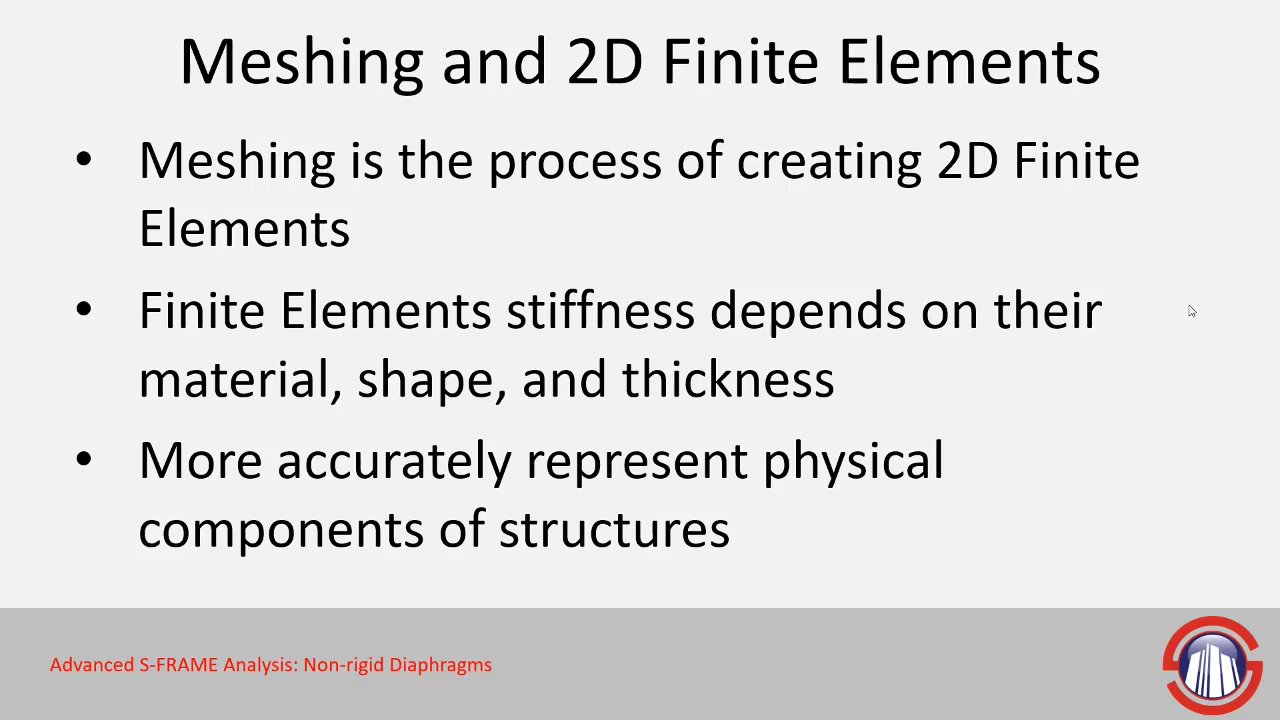 Meshing and 2D Finite Elements
• Meshing is the process of creating 2D Finite
Elements
• Finite Elements stiffness depends on their
material, shape, and thickness
• More accurately represent physical
components of structures
Advanced S-FRAME Analysis: Non-rigid Diaphragms